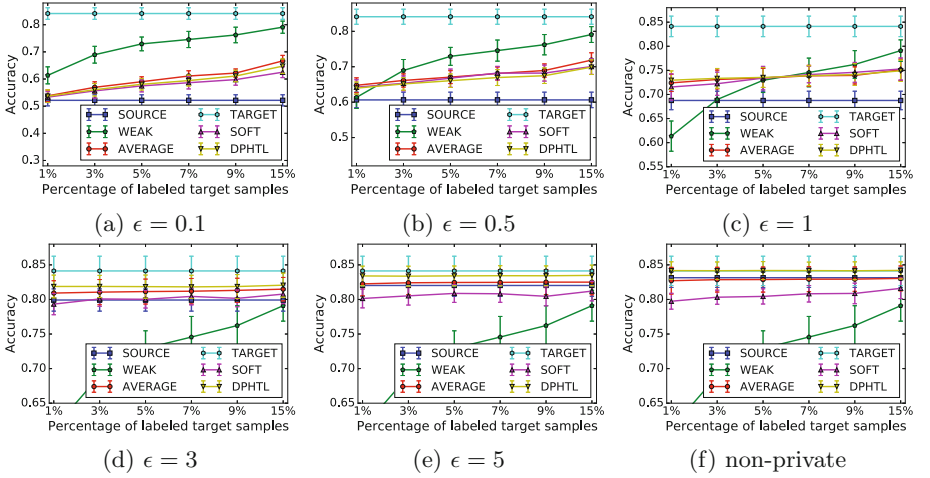 0.8
0.7
0.6
0.5
0.4
0.3
Accuracy
SOURCE
WEAK
AVERAGE
TARGET
SOFT
DPHTL
1% 3% 5% 7% 9% 15%
Percentage of labeled target samples
(a) ϵ = 0.1
0.8
0.7
0.6
0.5
Accuracy
SOURCE
WEAK
AVERAGE
TARGET
SOFT
DPHTL
1% 3% 5% 7% 9% 15%
Percentage of labeled target samples
(b) ϵ = 0.5
0.85
0.80
0.75
0.70
0.65
0.60
0.55
Accuracy
SOURCE
WEAK
AVERAGE
TARGET
SOFT
DPHTL
1% 3% 5% 7% 9% 15%
Percentage of labeled target samples
(c) ϵ = 1
0.85
0.80
0.75
0.70
0.65
Accuracy
SOURCE
WEAK
AVERAGE
TARGET
SOFT
DPHTL
1% 3% 5% 7% 9% 15%
Percentage of labeled target samples
(d) ϵ = 3
0.85
0.80
0.75
0.70
0.65
Accuracy
SOURCE
WEAK
AVERAGE
TARGET
SOFT
DPHTL
1% 3% 5% 7% 9% 15%
Percentage of labeled target samples
(e) ϵ = 5
0.85
0.80
0.75
0.70
0.65
Accuracy
SOURCE
WEAK
AVERAGE
TARGET
SOFT
DPHTL
1% 3% 5% 7% 9% 15%
Percentage of labeled target samples
(f) non-private